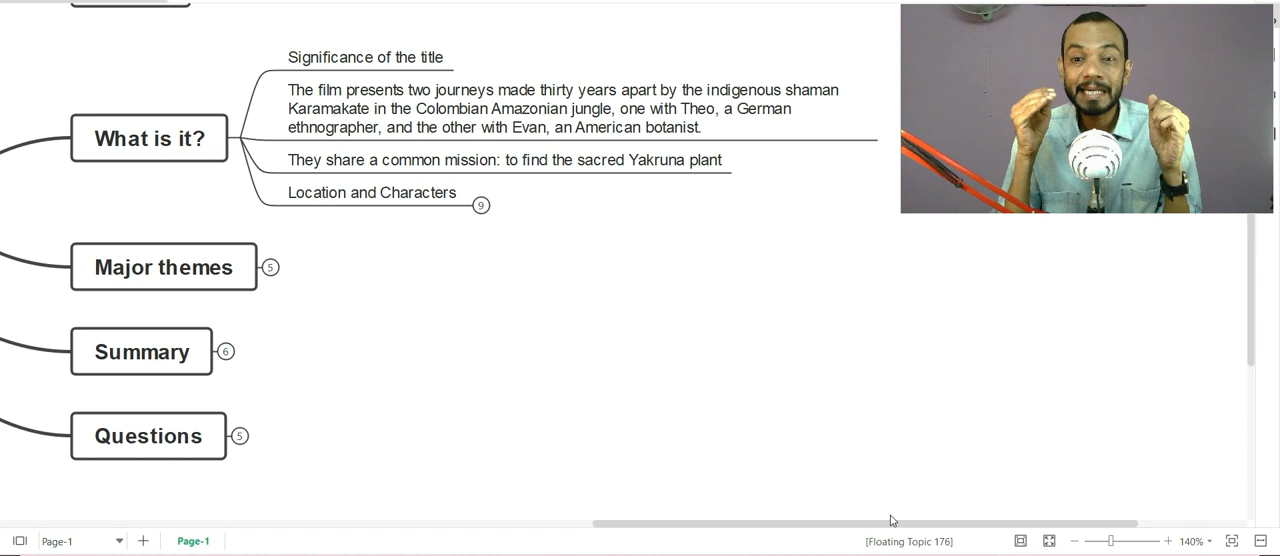 Significance of the title
The film presents two journeys made thirty years apart by the indigenous shaman
Karamakate in the Colombian Amazonian jungle, one with Theo, a German
ethnographer, and the other with Evan, an American botanist.
What is it?
They share a common mission: to find the sacred Yakruna plant
Location and Characters
9
Major themes
5
Summary
6
Questions
5
Page-1
Page-1
[Floating Topic 176]
140%